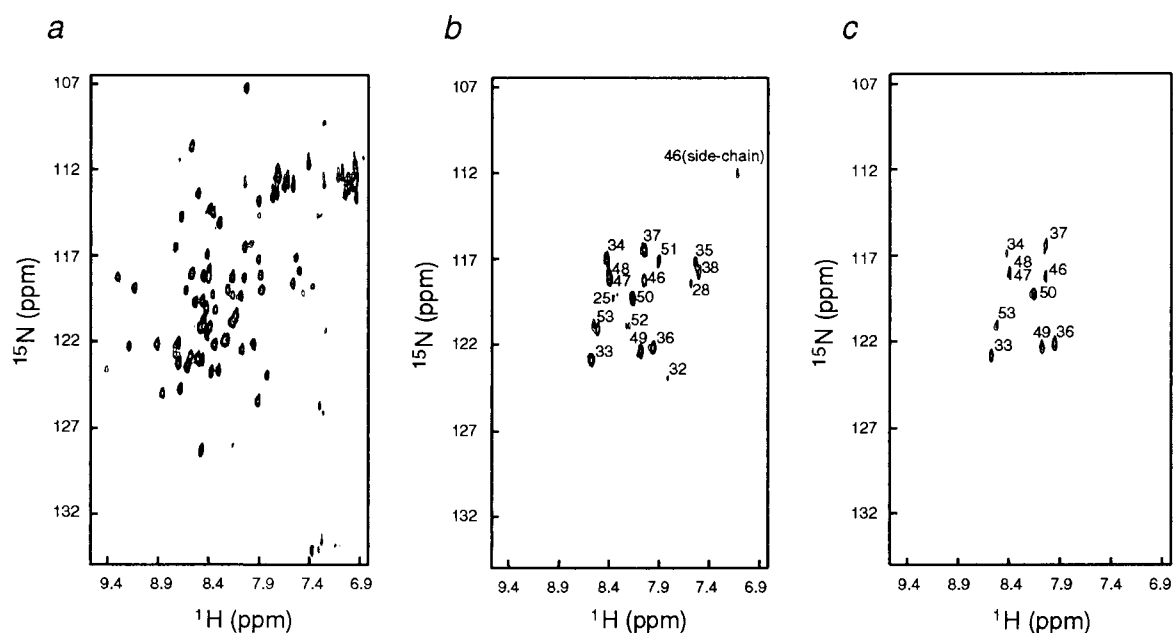 a
107
112
117
122
127
132
15N (ppm)
9.4 8.9 8.4 7.9 7.4 6.9
1H (ppm)
b
107
112
117
122
127
132
15N (ppm)
46(side-chain)
37
34 51 35
48 38
47 46
28
25 50
53 52
49 36
33
32
9.4 8.9 8.4 7.9 7.4 6.9
1H (ppm)
c
107
112
117
122
127
132
15N (ppm)
37
34
48
47 46
50
53
49 36
33
9.4 8.9 8.4 7.9 7.4 6.9
1H (ppm)